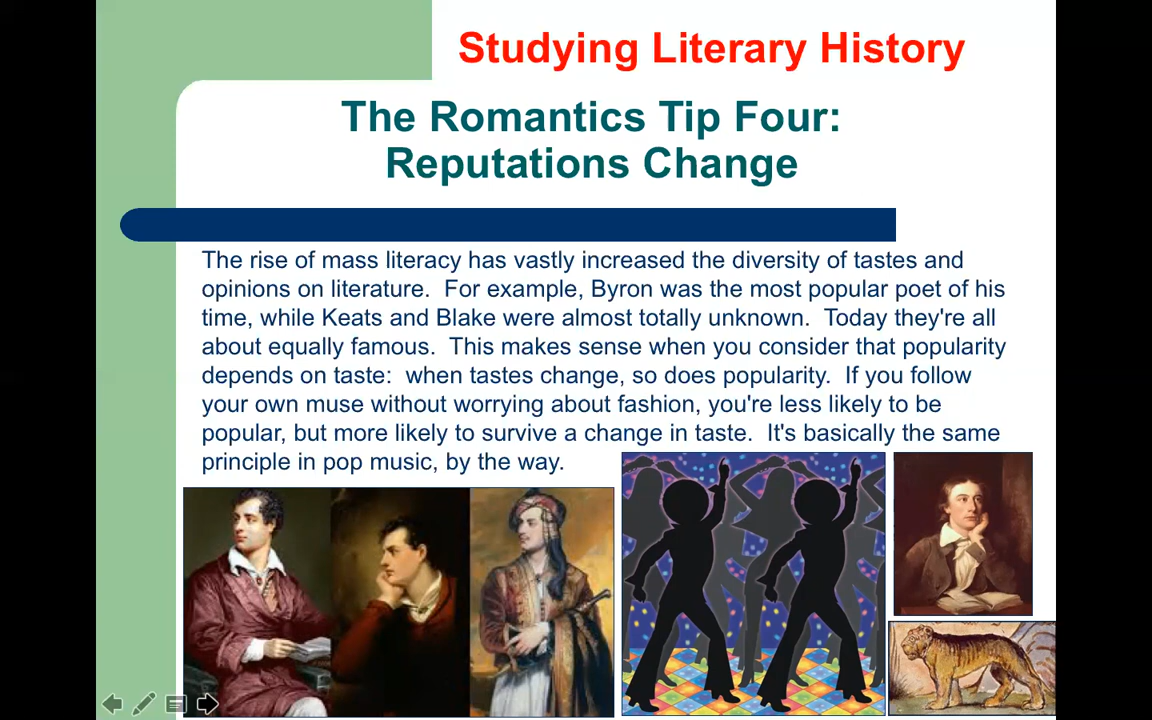 Studying Literary History
The Romantics Tip Four:
Reputations Change
The rise of mass literacy has vastly increased the diversity of tastes and
opinions on literature.  For example, Byron was the most popular poet of his
time, while Keats and Blake were almost totally unknown.  Today they're all
about equally famous.  This makes sense when you consider that popularity
depends on taste:  when tastes change, so does popularity.  If you follow
your own muse without worrying about fashion, you're less likely to be
popular, but more likely to survive a change in taste.  It's basically the same
principle in pop music, by the way.